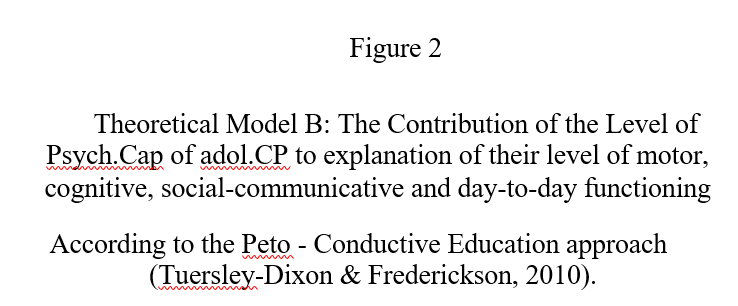 Figure 2
Theoretical Model B: The Contribution of the Level of
Psych.Cap of adol.CP to explanation of their level of motor,
cognitive, social-communicative and day-to-day functioning
According to the Peto - Conductive Education approach
(Tuersley-Dixon & Frederickson, 2010).